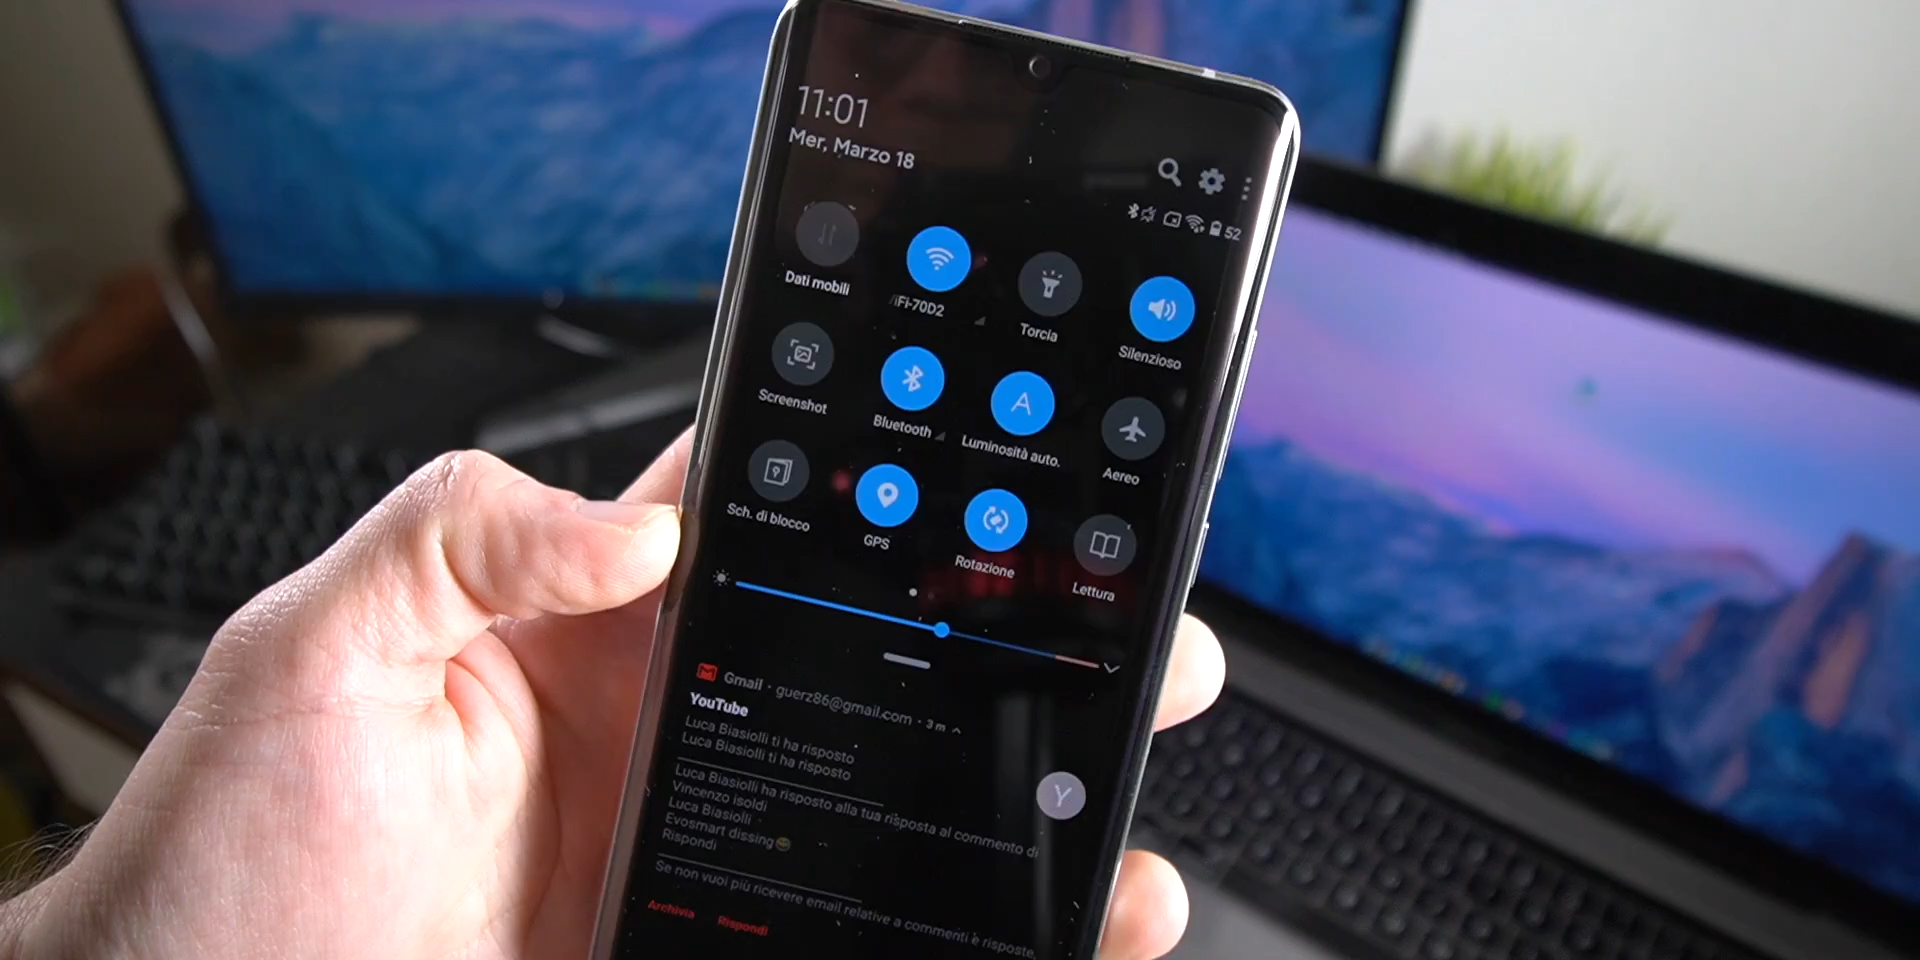 11:01
Mer, Marzo 18
52
Dati mobili
iFi-70D2
Torcia
Silenzioso
Screenshot
Bluetooth
A
Luminosità auto.
Aereo
Sch. di blocco
GPS
Rotazione
Lettura
Gmail · guerz86@gmail.com · 3 m
YouTube
Luca Biasiolli ti ha risposto
Luca Biasiolli ti ha risposto
Luca Biasiolli ha risposto alla tua risposta al commento di
Vincenzo isoldi
Luca Biasiolli
Evosmart dissing😂
Rispondi
Se non vuoi più ricevere email relative a commenti e risposte,
Archivia Rispondi
Y